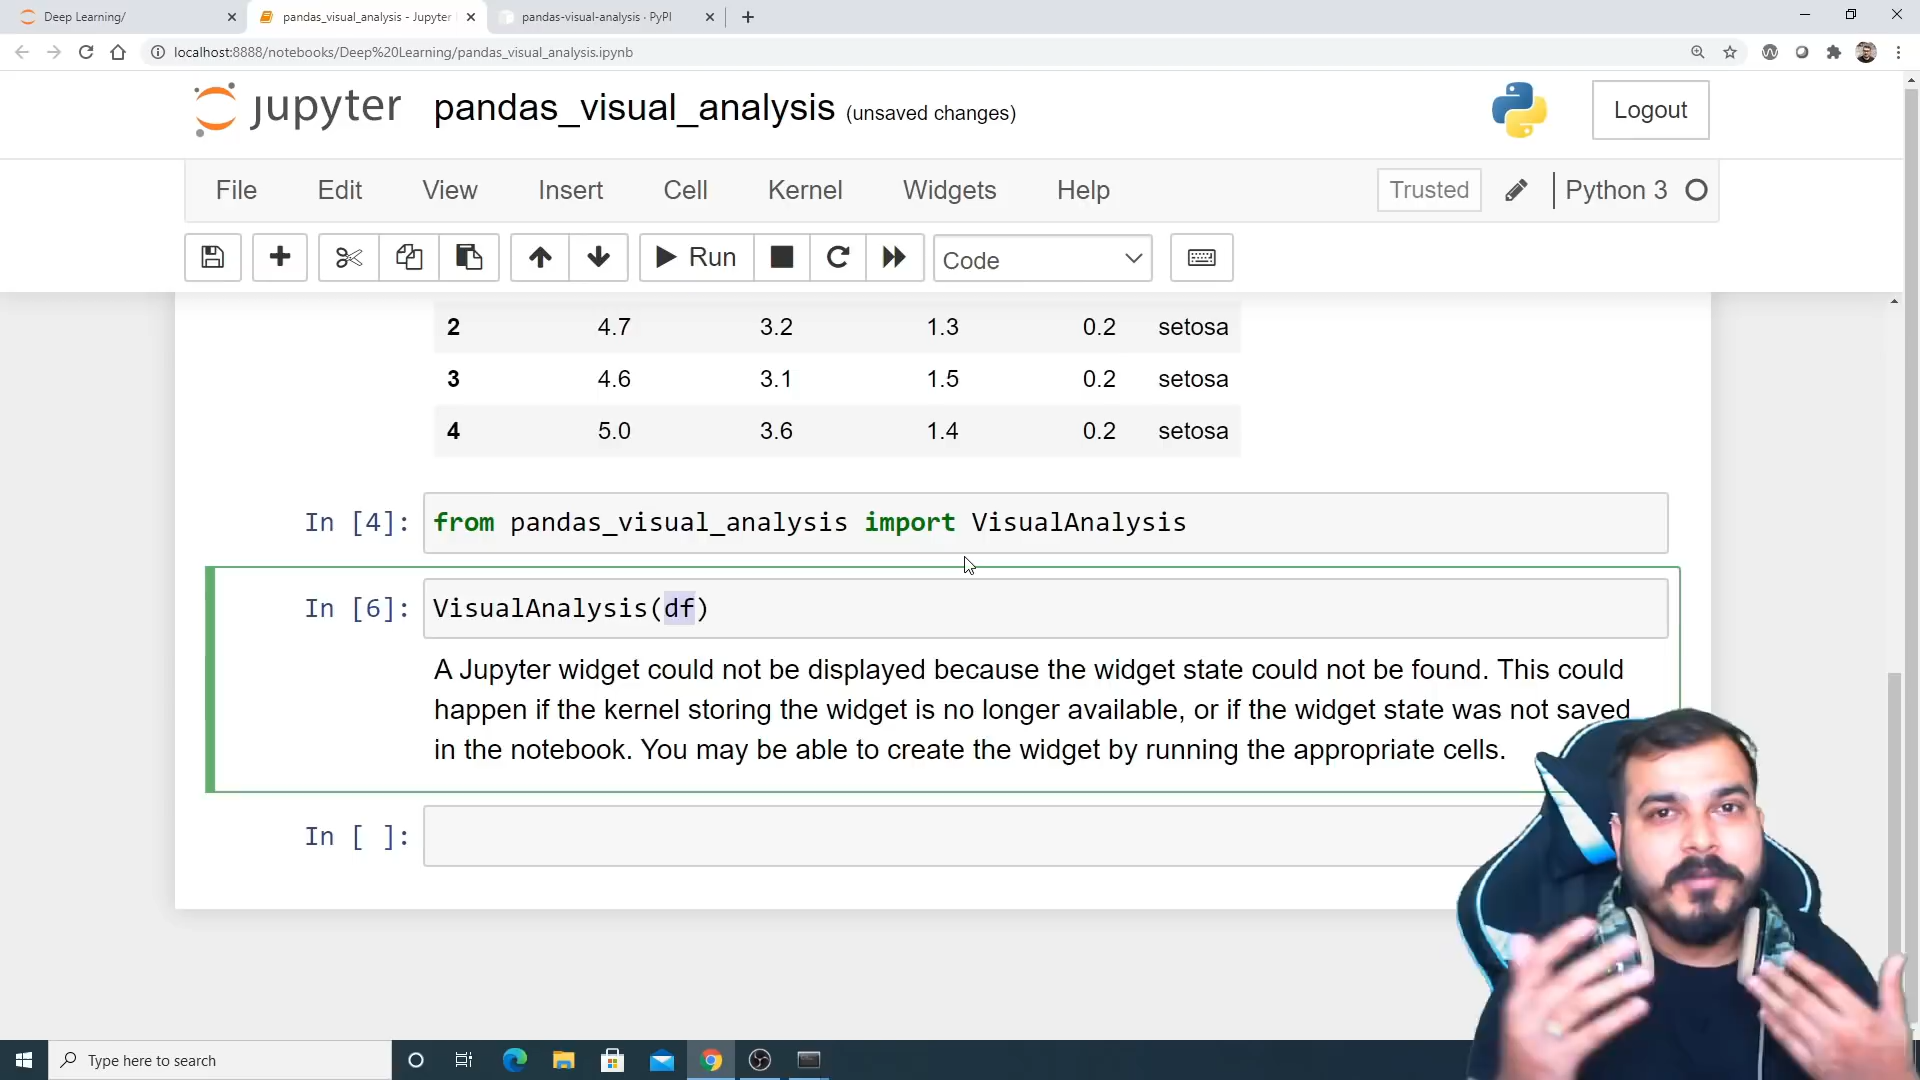 Deep Learning/
pandas_visual_analysis - Jupyter
pandas-visual-analysis · PyPI
localhost:8888/notebooks/Deep%20Learning/pandas_visual_analysis.ipynb
jupyter pandas_visual_analysis (unsaved changes)
Logout
File Edit View Insert Cell Kernel Widgets Help Trusted Python 3
Run Code
2 4.7 3.2 1.3 0.2 setosa
3 4.6 3.1 1.5 0.2 setosa
4 5.0 3.6 1.4 0.2 setosa
In [4]: from pandas_visual_analysis import VisualAnalysis
In [6]: VisualAnalysis(df)
A Jupyter widget could not be displayed because the widget state could not be found. This could
happen if the kernel storing the widget is no longer available, or if the widget state was not saved
in the notebook. You may be able to create the widget by running the appropriate cells.
In [ ]:
Type here to search